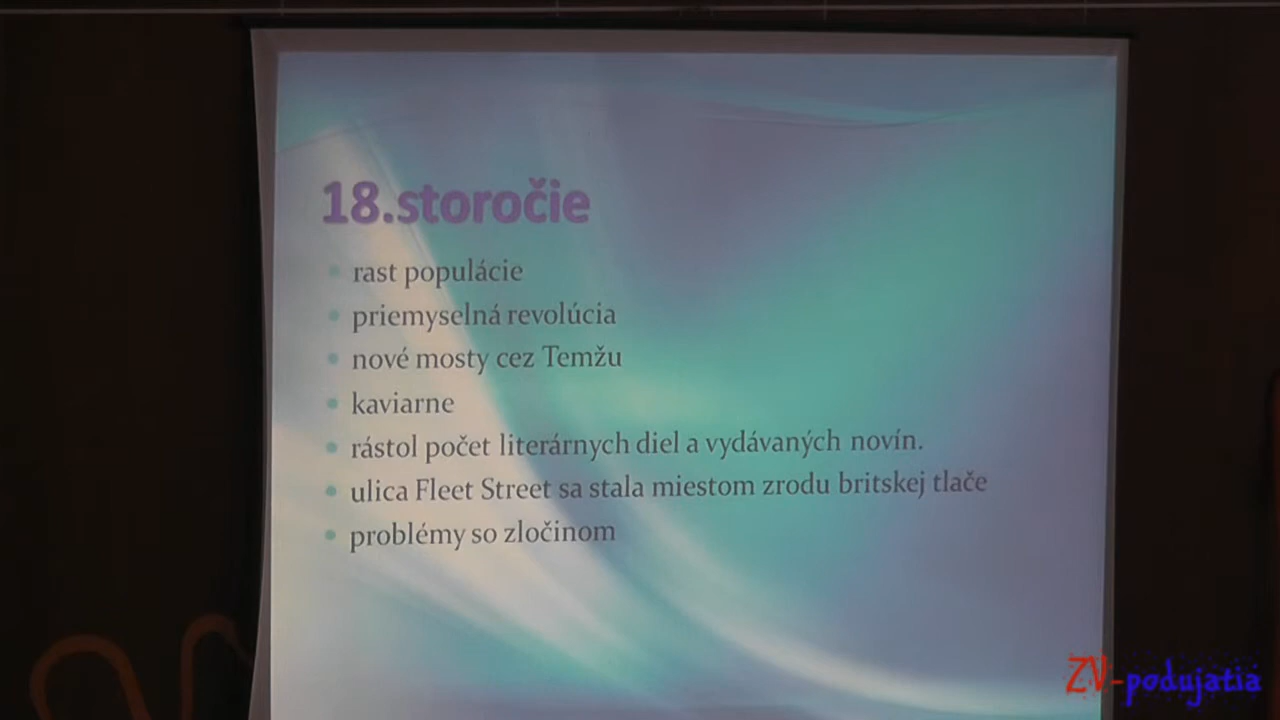 18.storočie
rast populácie
priemyselná revolúcia
nové mosty cez Temžu
kaviarne
rástol počet literárnych diel a vydávaných novín.
ulica Fleet Street sa stala miestom zrodu britskej tlače
problémy so zločinom
ZV-podujatia